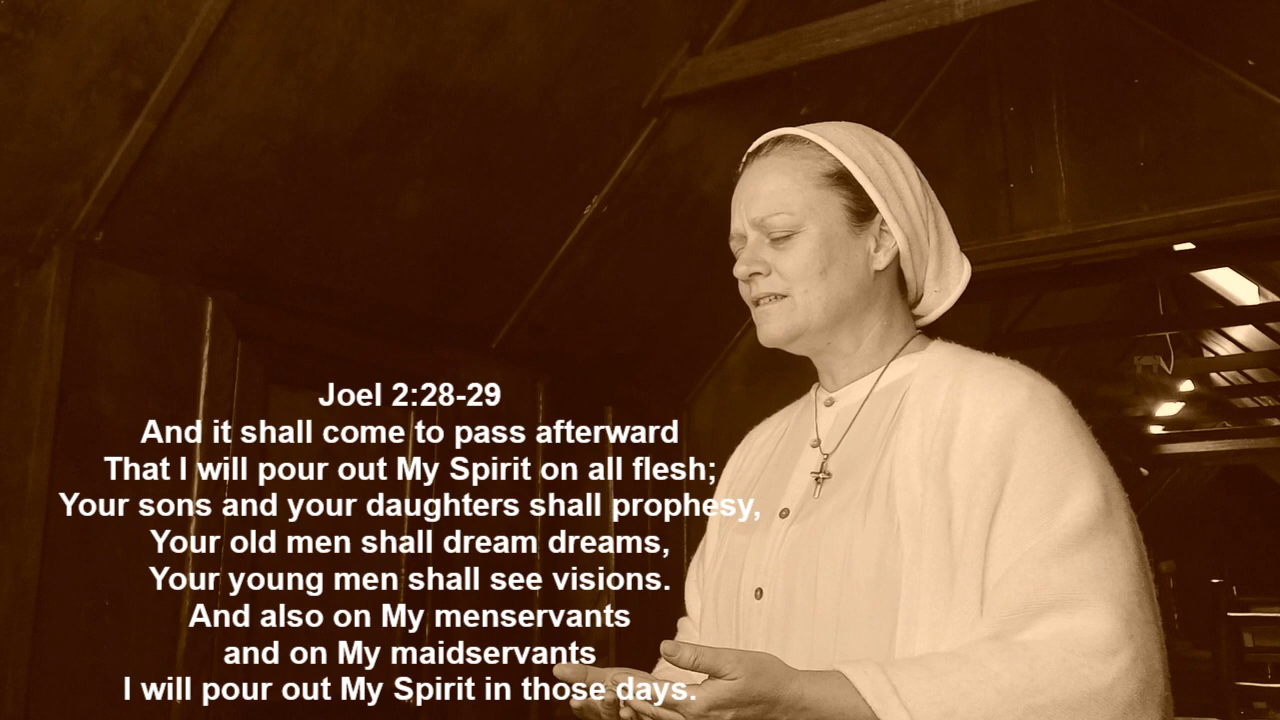 Joel 2:28-29
And it shall come to pass afterward
That I will pour out My Spirit on all flesh;
Your sons and your daughters shall prophesy,
Your old men shall dream dreams,
Your young men shall see visions.
And also on My menservants
and on My maidservants
I will pour out My Spirit in those days.